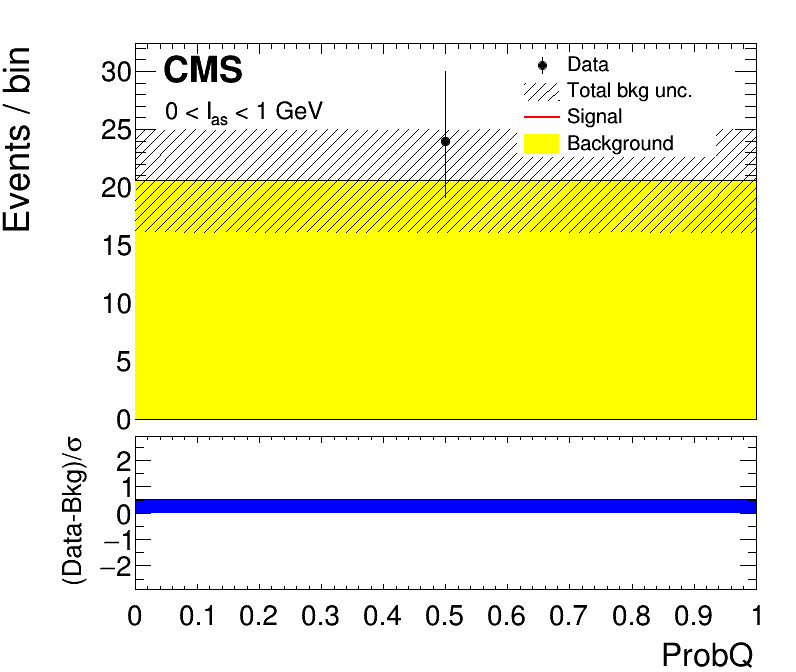 CMS
0 < I_as < 1 GeV
Data
Total bkg unc.
Signal
Background
Events / bin
30
25
20
15
10
5
0
(Data-Bkg)/σ
2
1
0
−1
−2
0 0.1 0.2 0.3 0.4 0.5 0.6 0.7 0.8 0.9 1
ProbQ